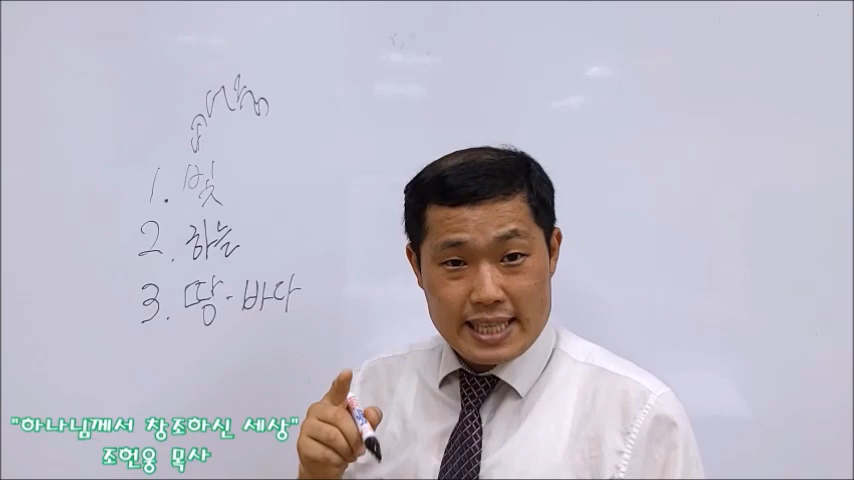 1. 빛
2. 하늘
3. 땅 · 바다
"하나님께서 창조하신 세상"
조헌웅 목사